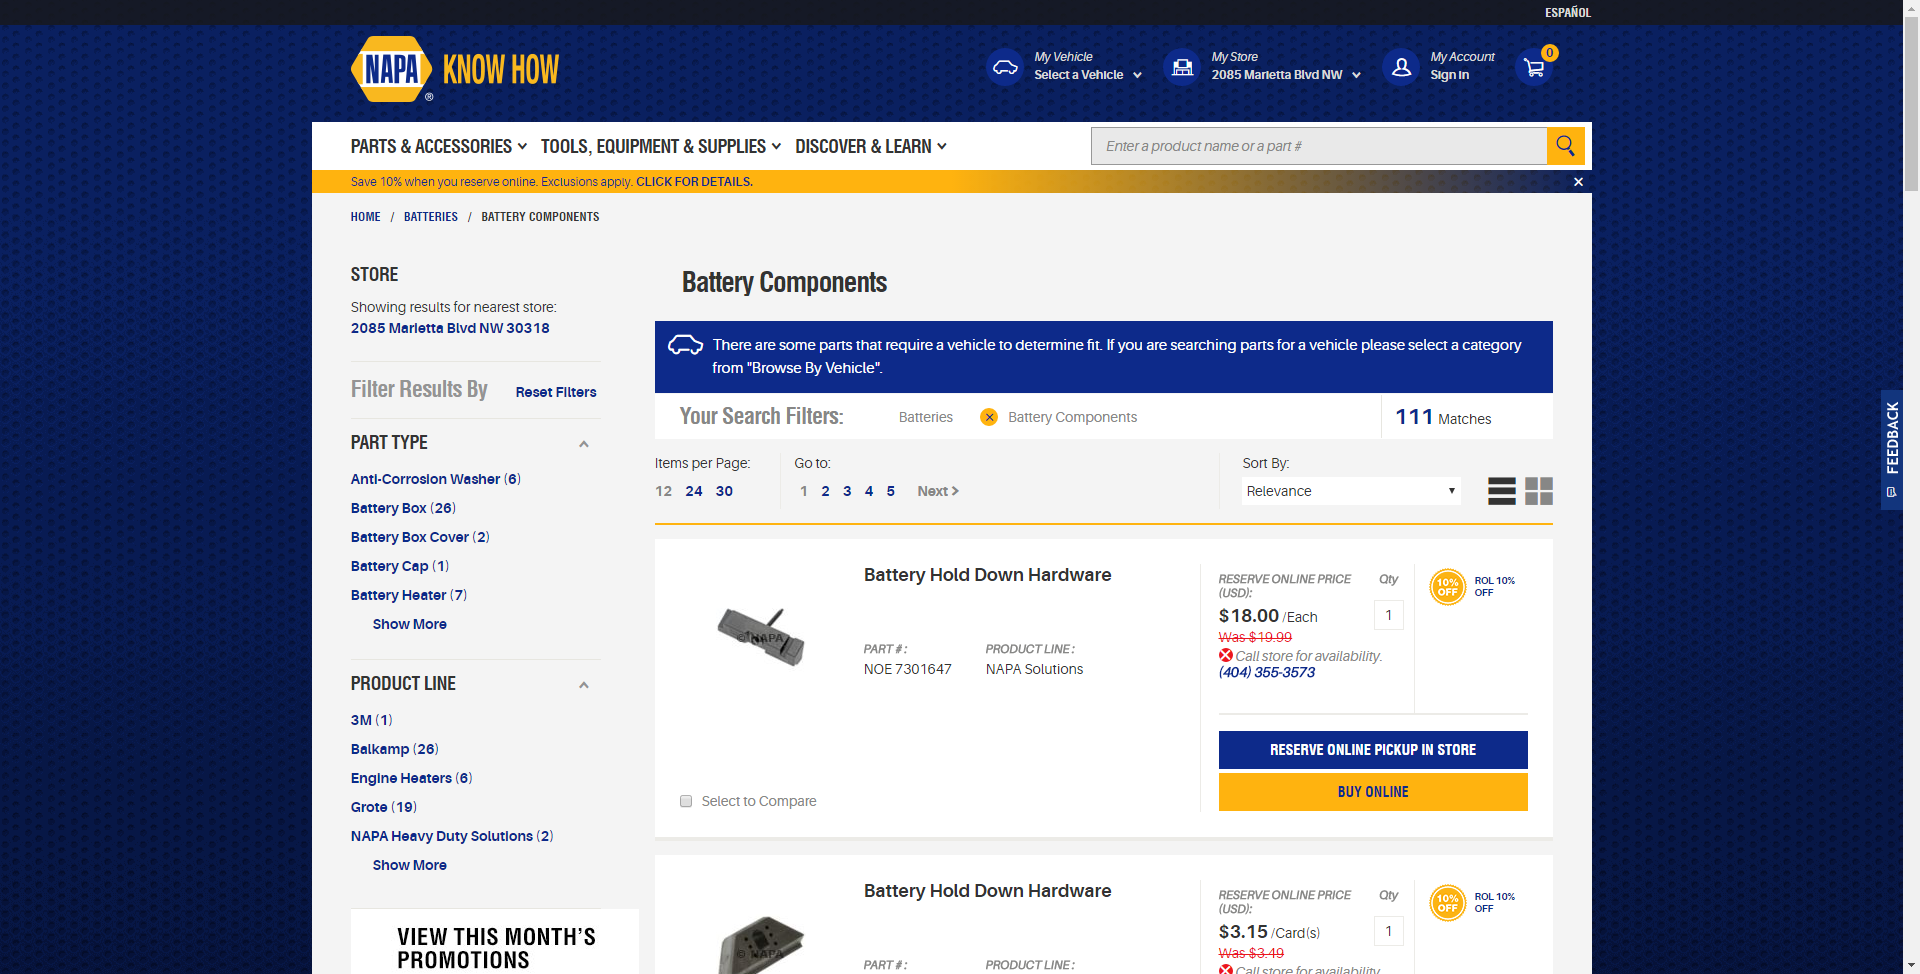 ESPAÑOL
NAPA KNOW HOW
®
My Vehicle
Select a Vehicle
My Store
2085 Marietta Blvd NW
My Account
Sign in
0
PARTS & ACCESSORIES
TOOLS, EQUIPMENT & SUPPLIES
DISCOVER & LEARN
Enter a product name or a part #
Save 10% when you reserve online. Exclusions apply. CLICK FOR DETAILS.
HOME / BATTERIES / BATTERY COMPONENTS
STORE
Showing results for nearest store:
2085 Marietta Blvd NW 30318
Filter Results By
Reset Filters
PART TYPE
Anti-Corrosion Washer (6)
Battery Box (26)
Battery Box Cover (2)
Battery Cap (1)
Battery Heater (7)
Show More
PRODUCT LINE
3M (1)
Balkamp (26)
Engine Heaters (6)
Grote (19)
NAPA Heavy Duty Solutions (2)
Show More
VIEW THIS MONTH'S
PROMOTIONS
Battery Components
There are some parts that require a vehicle to determine fit. If you are searching parts for a vehicle please select a category
from "Browse By Vehicle".
Your Search Filters:
Batteries
Battery Components
111 Matches
Items per Page:
12 24 30
Go to:
1 2 3 4 5 Next >
Sort By:
Relevance
Battery Hold Down Hardware
© NAPA
PART # :
NOE 7301647
PRODUCT LINE :
NAPA Solutions
Select to Compare
RESERVE ONLINE PRICE
(USD):
Qty
$18.00 /Each
1
Was $19.99
Call store for availability.
(404) 355-3573
10%
OFF
ROL 10%
OFF
RESERVE ONLINE PICKUP IN STORE
BUY ONLINE
Battery Hold Down Hardware
© NAPA
PART # :
PRODUCT LINE :
RESERVE ONLINE PRICE
(USD):
Qty
$3.15 /Card(s)
1
Was $3.49
Call store for availability.
10%
OFF
ROL 10%
OFF
FEEDBACK